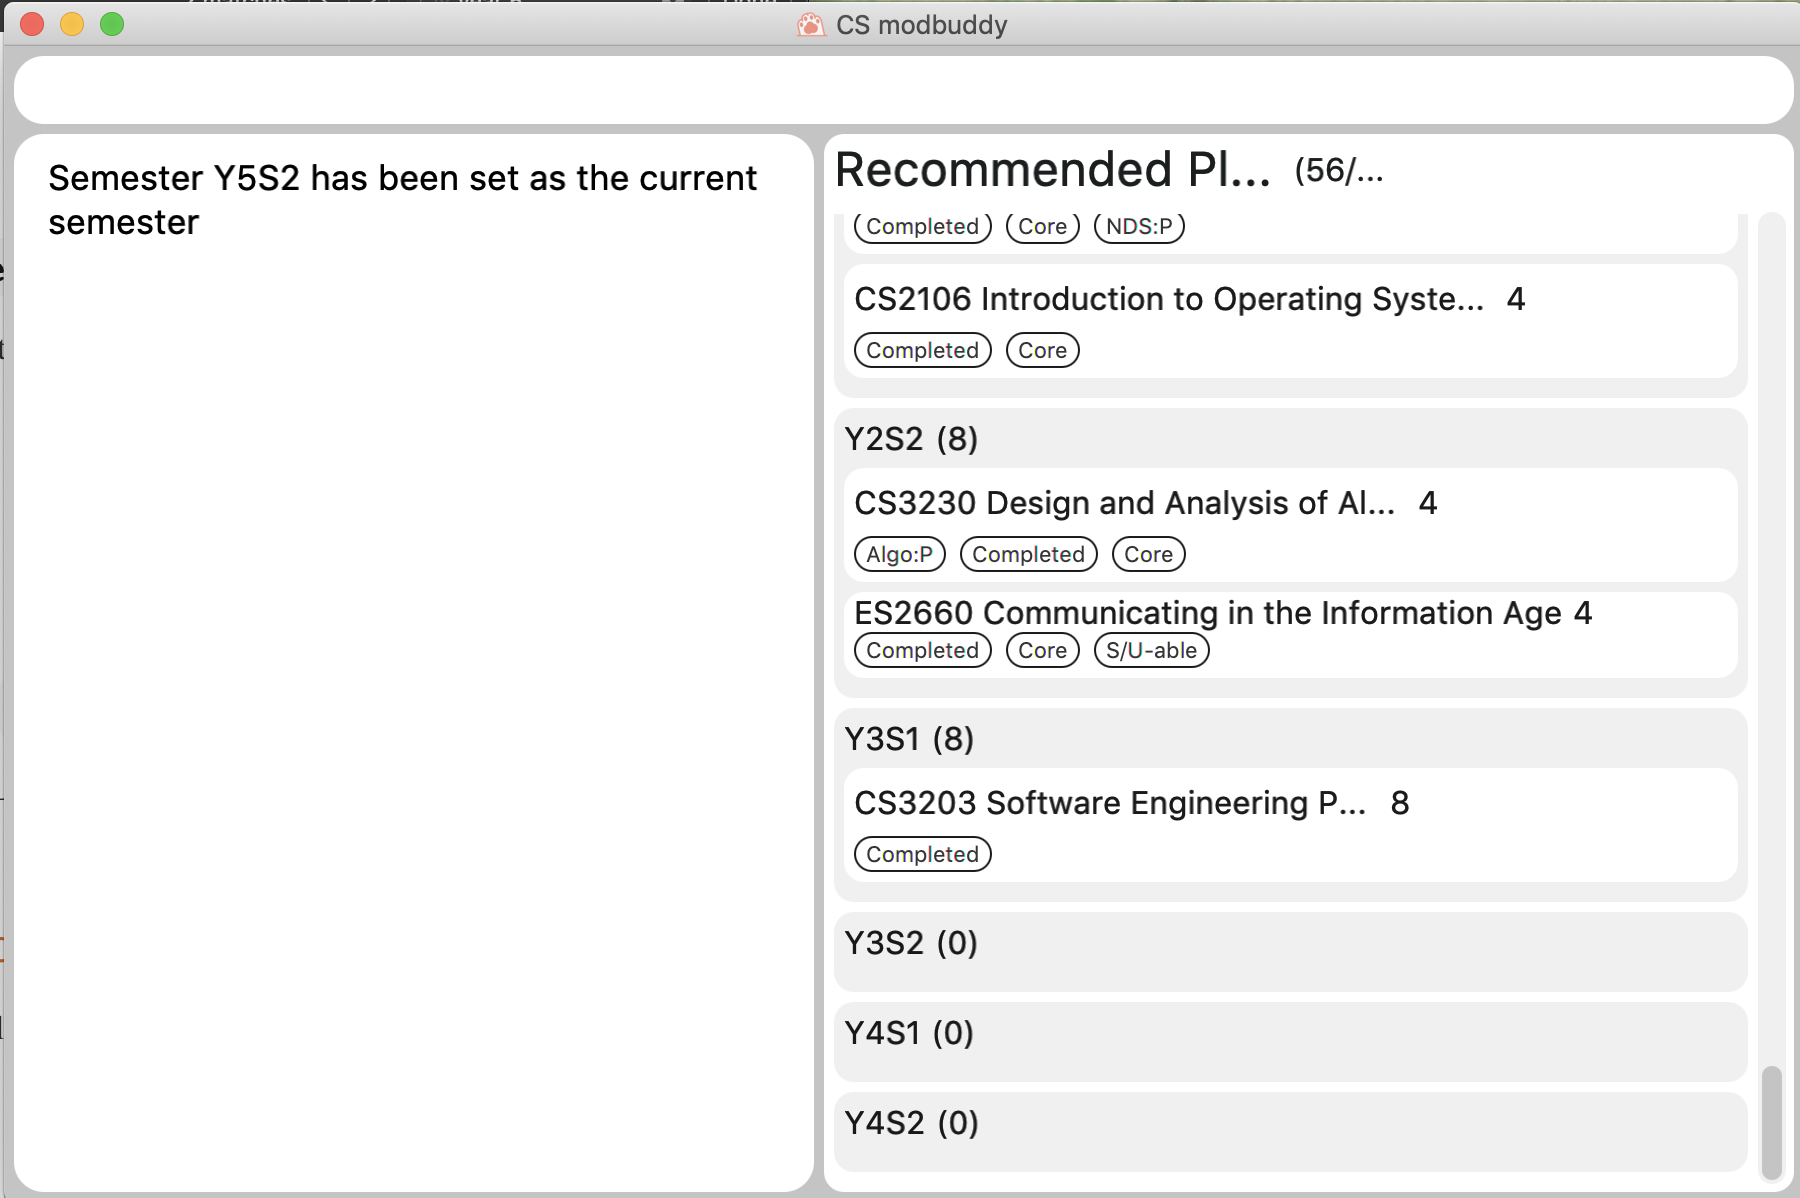 CS modbuddy
Semester Y5S2 has been set as the current
semester
Recommended Pl... (56/...
Completed Core NDS:P
CS2106 Introduction to Operating Syste... 4
Completed Core
Y2S2 (8)
CS3230 Design and Analysis of Al... 4
Algo:P Completed Core
ES2660 Communicating in the Information Age 4
Completed Core S/U-able
Y3S1 (8)
CS3203 Software Engineering P... 8
Completed
Y3S2 (0)
Y4S1 (0)
Y4S2 (0)